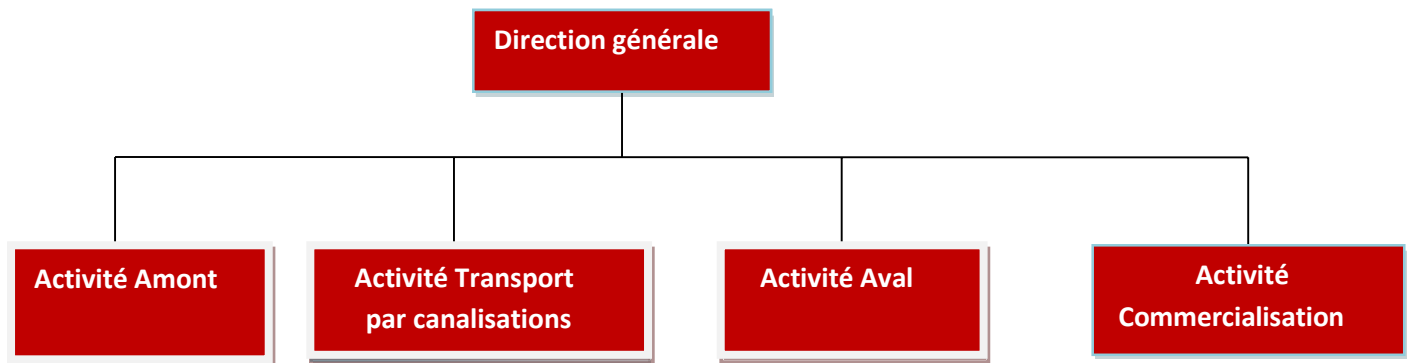 Direction générale
Activité Amont
Activité Transport
par canalisations
Activité Aval
Activité
Commercialisation